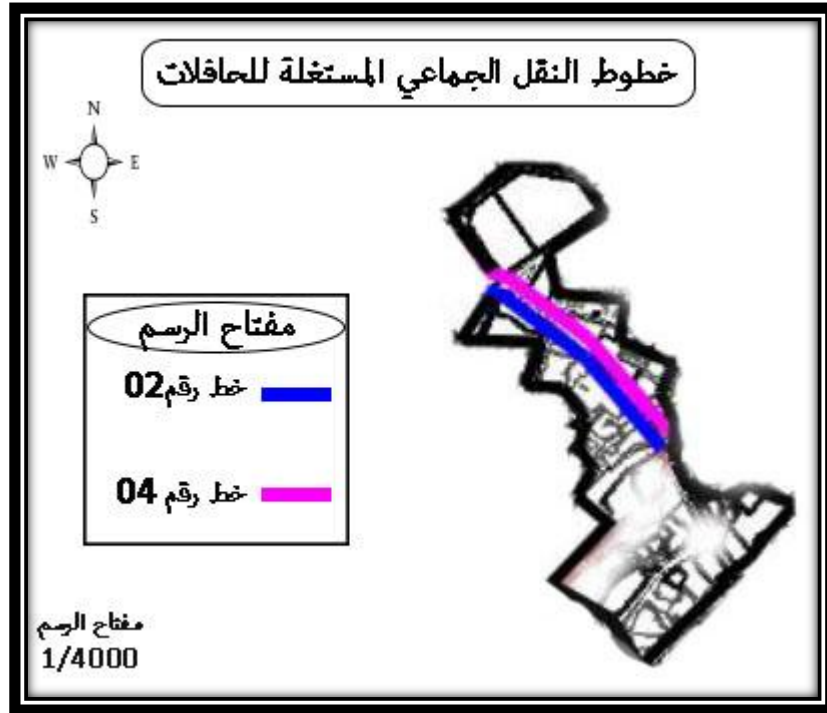 خطوط النقل الجماعي المستغلة للحافلات
N
W E
S
مفتاح الرسم
خط رقم02
خط رقم 04
مفتاح الرسم
1/4000